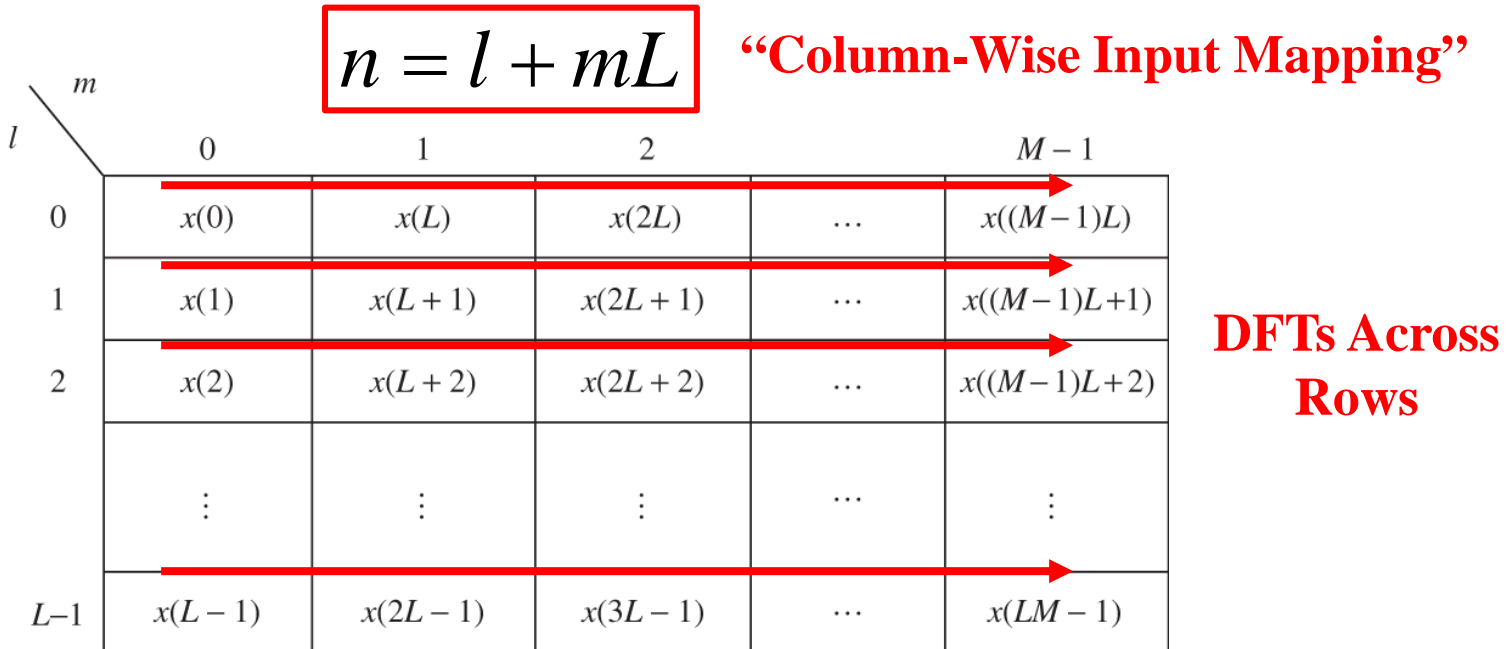 n = l + mL “Column-Wise Input Mapping”
m
l
0 1 2 M – 1
0 x(0) x(L) x(2L) … x((M – 1)L)
1 x(1) x(L + 1) x(2L + 1) … x((M – 1)L+1)
2 x(2) x(L + 2) x(2L + 2) … x((M – 1)L+2)
DFTs Across
Rows
⋮ ⋮ ⋮ … ⋮
L–1 x(L – 1) x(2L – 1) x(3L – 1) … x(LM – 1)